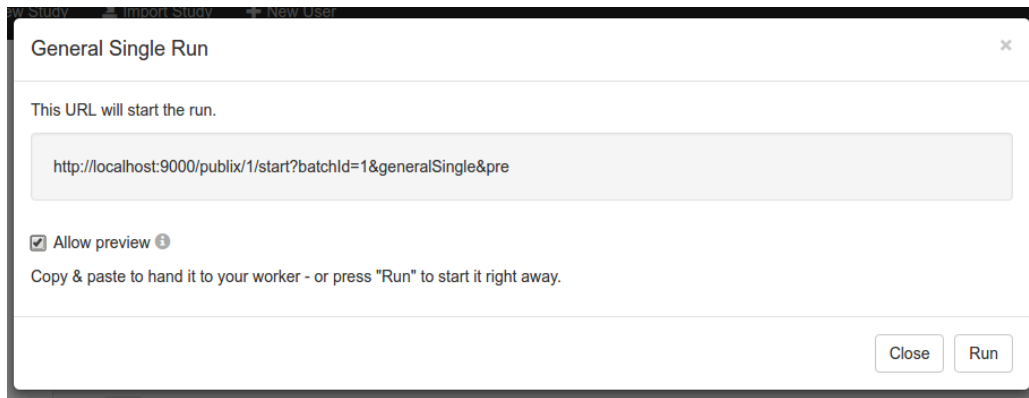 ew Study Import Study New User
General Single Run
×
This URL will start the run.
http://localhost:9000/publix/1/start?batchId=1&generalSingle&pre
Allow preview
Copy & paste to hand it to your worker - or press "Run" to start it right away.
Close Run